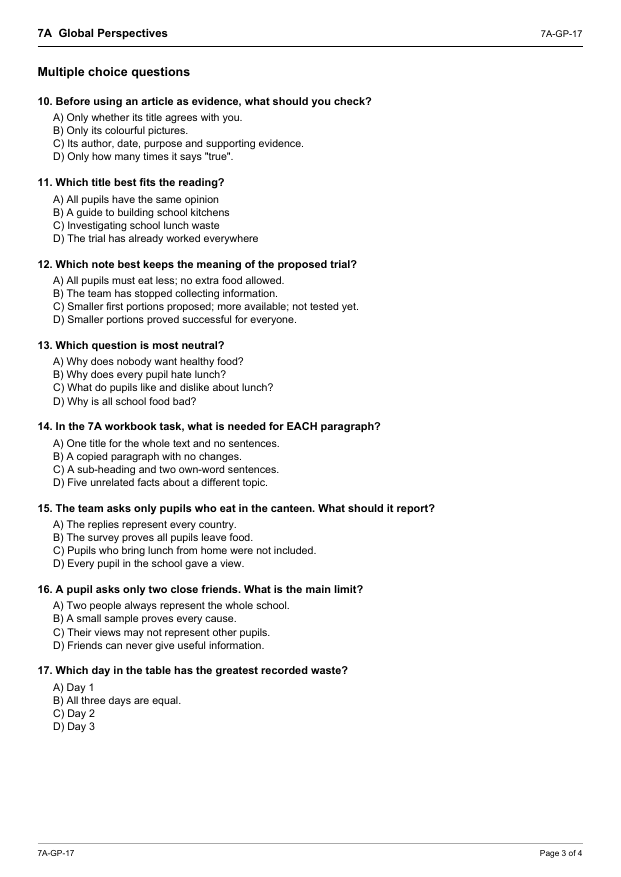 7A Global Perspectives
7A-GP-17
Multiple choice questions
10. Before using an article as evidence, what should you check?
A) Only whether its title agrees with you.
B) Only its colourful pictures.
C) Its author, date, purpose and supporting evidence.
D) Only how many times it says "true".
11. Which title best fits the reading?
A) All pupils have the same opinion
B) A guide to building school kitchens
C) Investigating school lunch waste
D) The trial has already worked everywhere
12. Which note best keeps the meaning of the proposed trial?
A) All pupils must eat less; no extra food allowed.
B) The team has stopped collecting information.
C) Smaller first portions proposed; more available; not tested yet.
D) Smaller portions proved successful for everyone.
13. Which question is most neutral?
A) Why does nobody want healthy food?
B) Why does every pupil hate lunch?
C) What do pupils like and dislike about lunch?
D) Why is all school food bad?
14. In the 7A workbook task, what is needed for EACH paragraph?
A) One title for the whole text and no sentences.
B) A copied paragraph with no changes.
C) A sub-heading and two own-word sentences.
D) Five unrelated facts about a different topic.
15. The team asks only pupils who eat in the canteen. What should it report?
A) The replies represent every country.
B) The survey proves all pupils leave food.
C) Pupils who bring lunch from home were not included.
D) Every pupil in the school gave a view.
16. A pupil asks only two close friends. What is the main limit?
A) Two people always represent the whole school.
B) A small sample proves every cause.
C) Their views may not represent other pupils.
D) Friends can never give useful information.
17. Which day in the table has the greatest recorded waste?
A) Day 1
B) All three days are equal.
C) Day 2
D) Day 3
7A-GP-17
Page 3 of 4